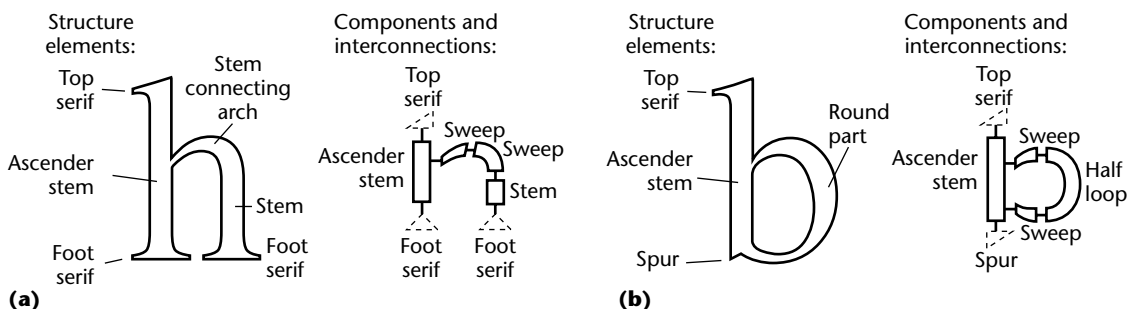 Structure
elements:
Components and
interconnections:
Top
serif
Stem
connecting
arch
Ascender
stem
Stem
Foot
serif
Foot
serif
Top
serif
Sweep
Sweep
Ascender
stem
Stem
Foot
serif
Foot
serif
h
(a)
Structure
elements:
Components and
interconnections:
Top
serif
Round
part
Ascender
stem
Spur
Top
serif
Sweep
Ascender
stem
Half
loop
Sweep
Spur
b
(b)